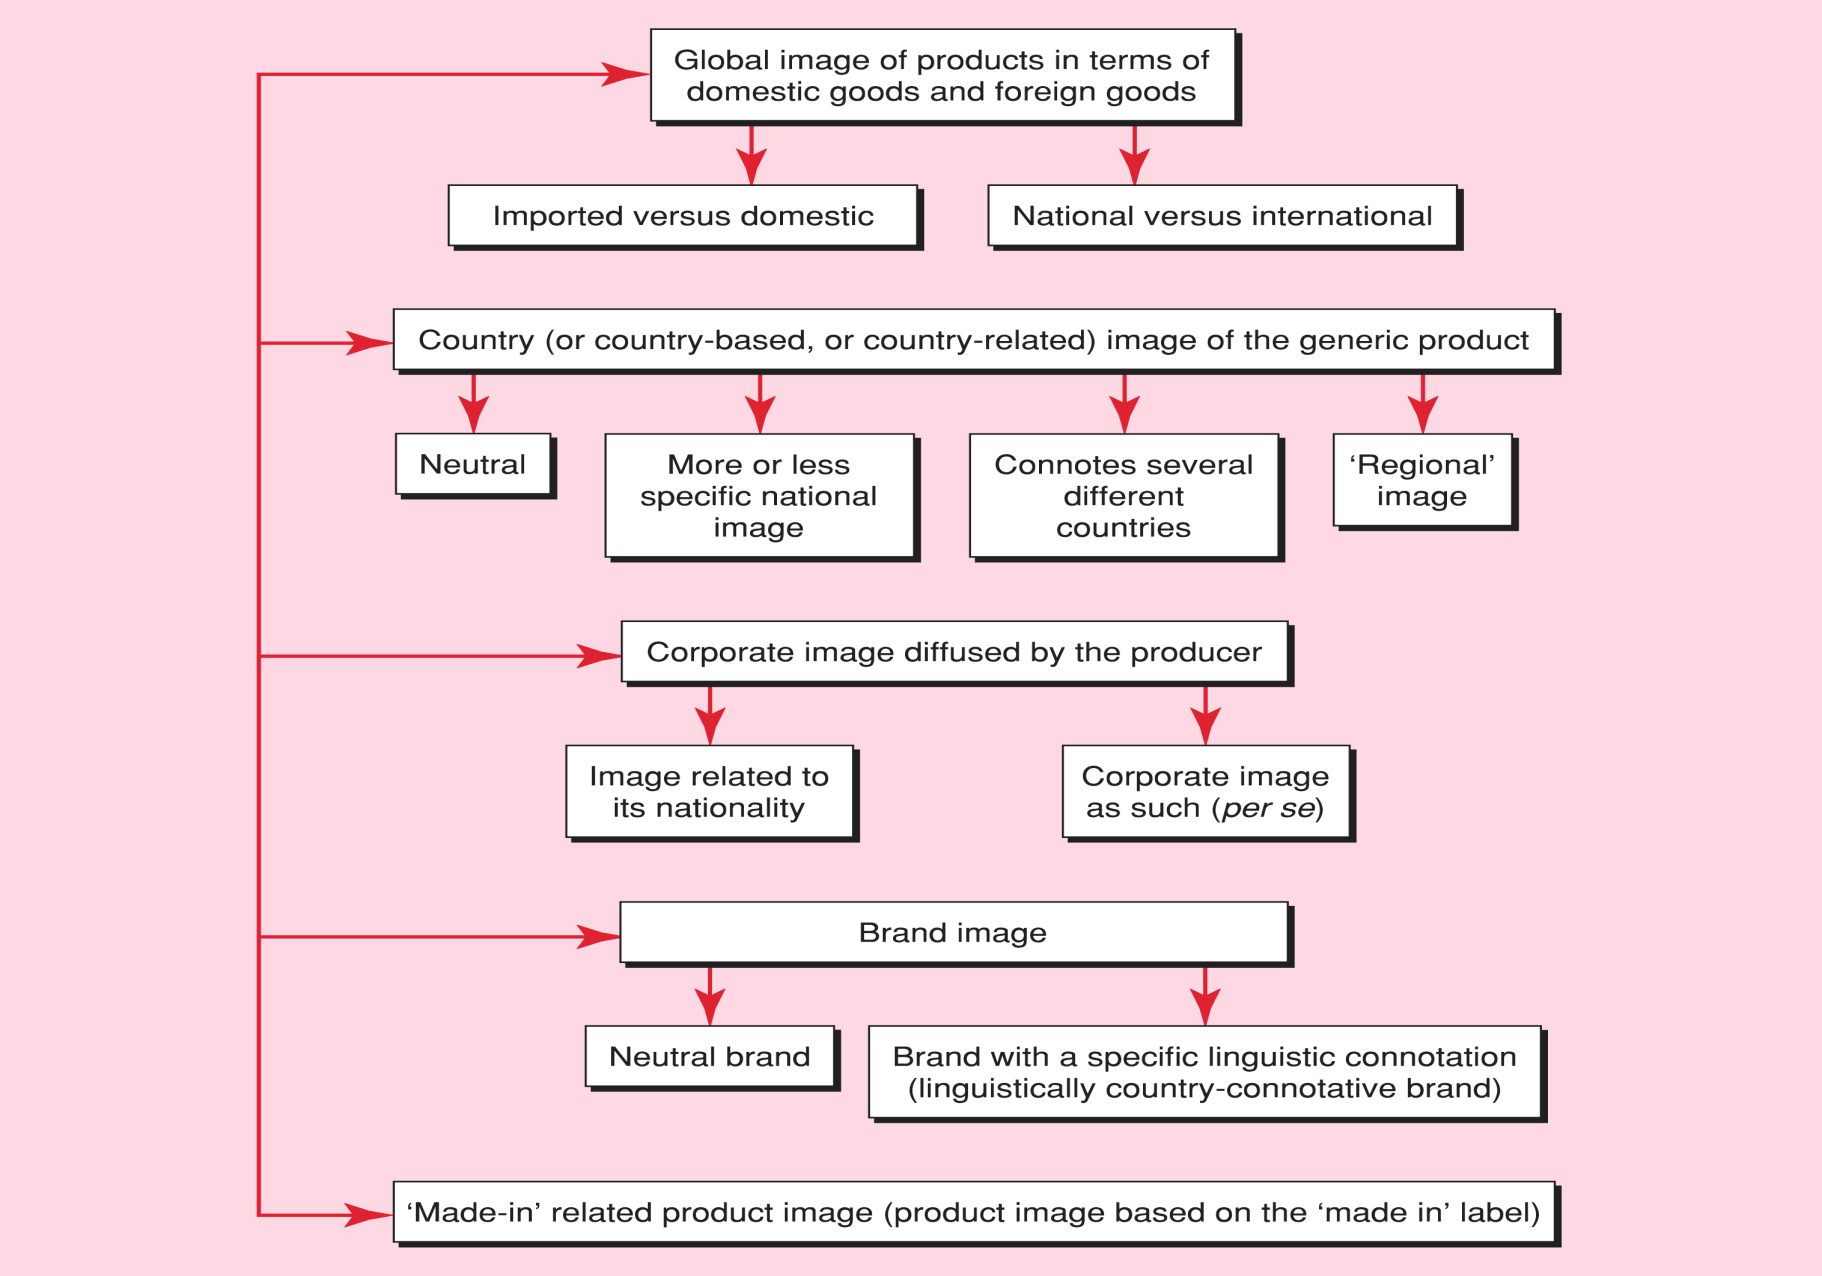 Global image of products in terms of
domestic goods and foreign goods
Imported versus domestic
National versus international
Country (or country-based, or country-related) image of the generic product
Neutral
More or less
specific national
image
Connotes several
different
countries
‘Regional’
image
Corporate image diffused by the producer
Image related to
its nationality
Corporate image
as such (per se)
Brand image
Neutral brand
Brand with a specific linguistic connotation
(linguistically country-connotative brand)
‘Made-in’ related product image (product image based on the ‘made in’ label)